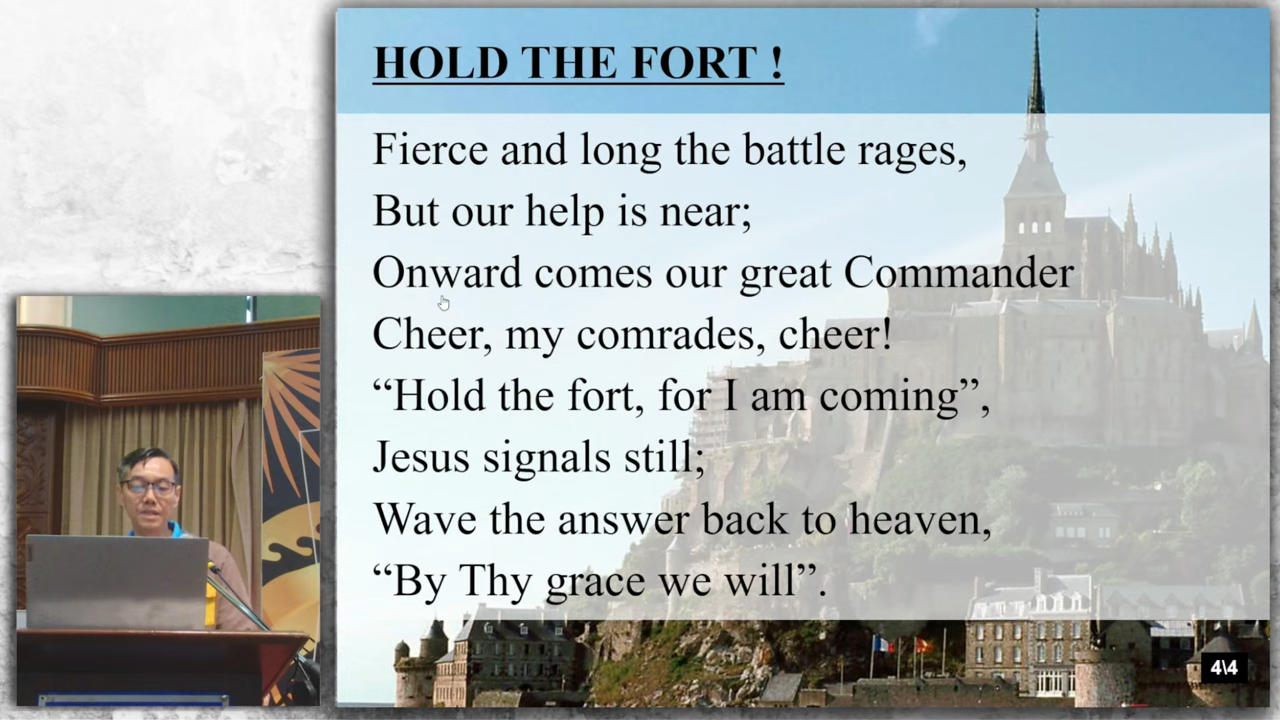 HOLD THE FORT !
Fierce and long the battle rages,
But our help is near;
Onward comes our great Commander
Cheer, my comrades, cheer!
“Hold the fort, for I am coming”,
Jesus signals still;
Wave the answer back to heaven,
“By Thy grace we will”.
4\4